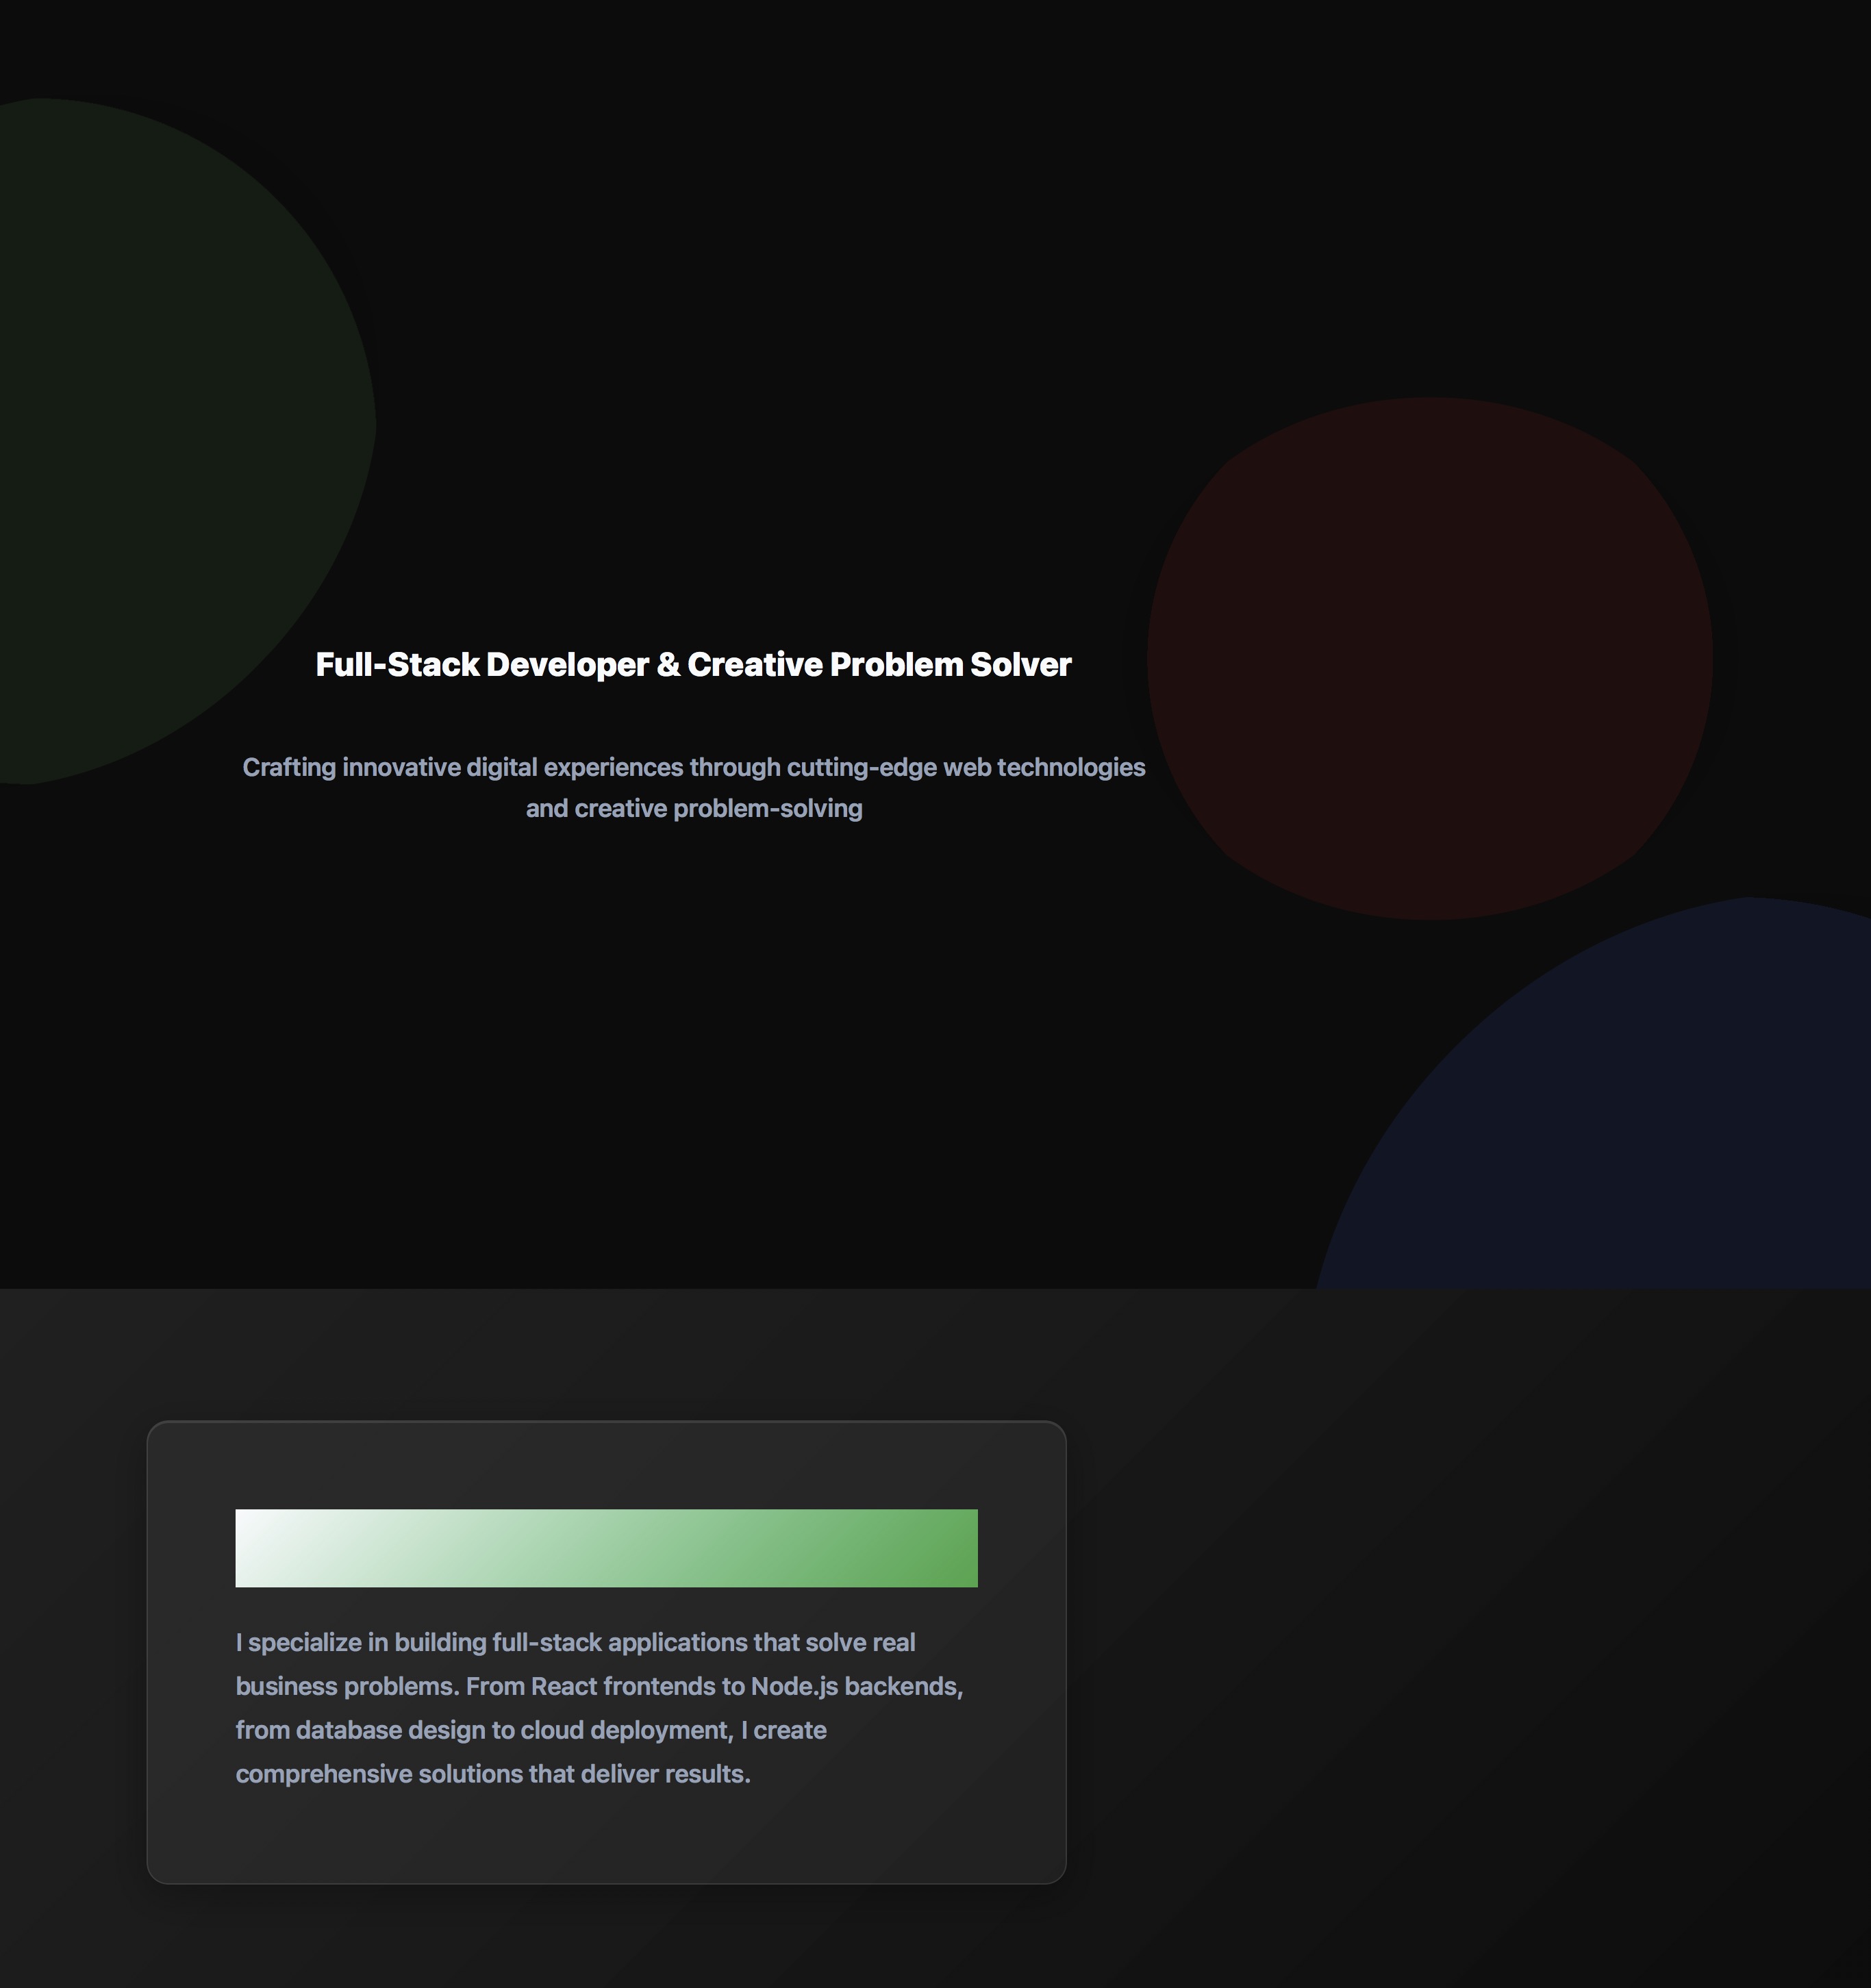 Full-Stack Developer & Creative Problem Solver
Crafting innovative digital experiences through cutting-edge web technologies
and creative problem-solving
I specialize in building full-stack applications that solve real
business problems. From React frontends to Node.js backends,
from database design to cloud deployment, I create
comprehensive solutions that deliver results.